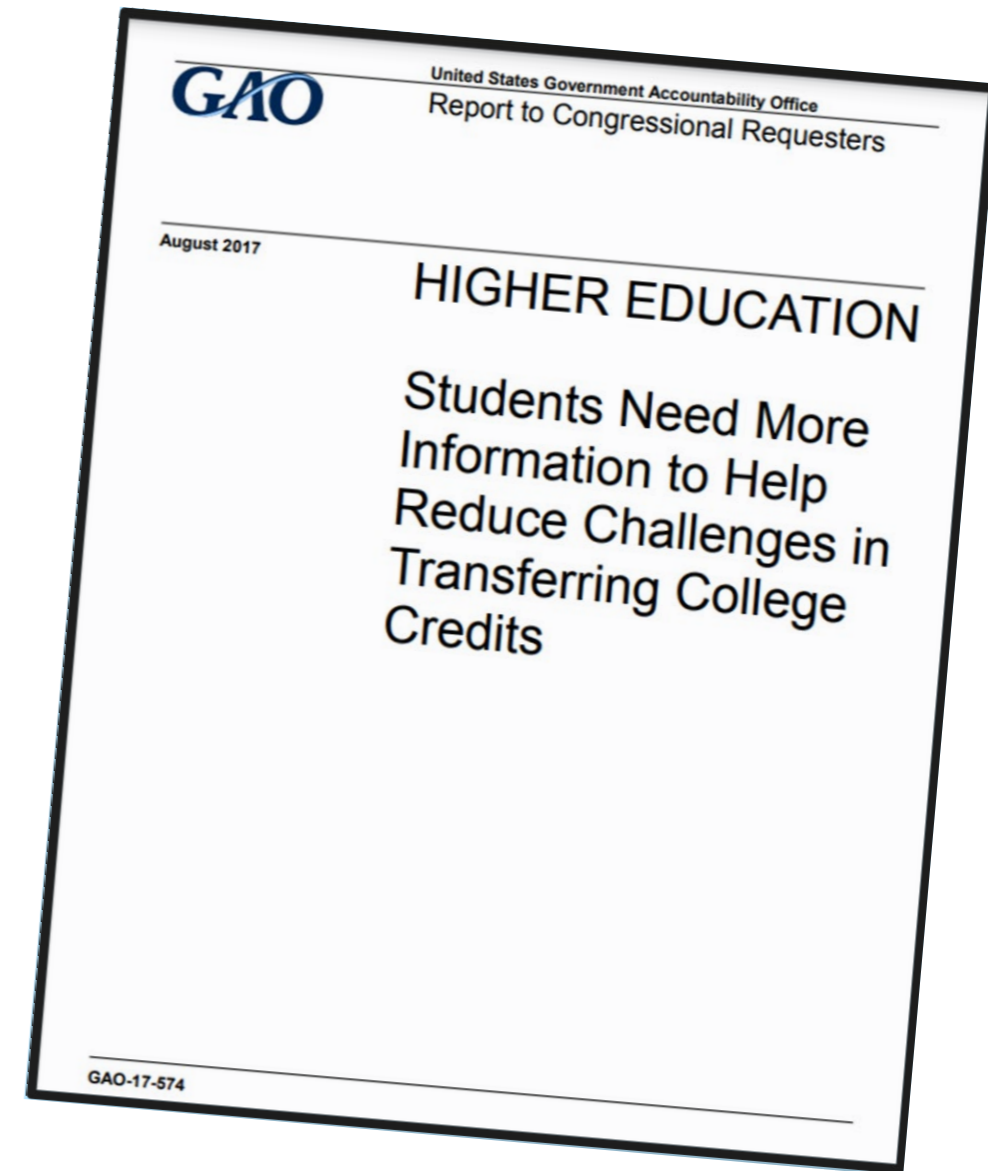 GAO
United States Government Accountability Office
Report to Congressional Requesters
August 2017
HIGHER EDUCATION
Students Need More
Information to Help
Reduce Challenges in
Transferring College
Credits
GAO-17-574